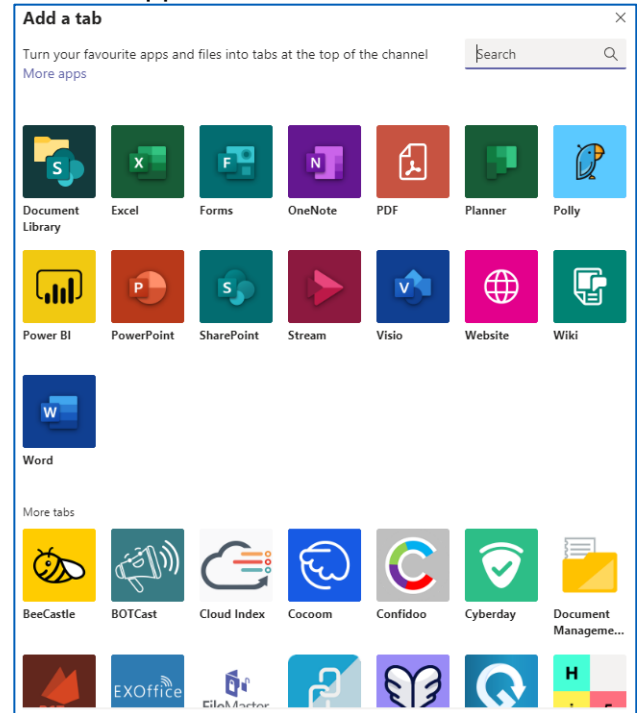 Add a tab
Turn your favourite apps and files into tabs at the top of the channel
More apps
Search
S X F N
Document Library Excel Forms OneNote PDF Planner Polly
P S V
Power BI PowerPoint SharePoint Stream Visio Website Wiki
W
Word
More tabs
BeeCastle BOTCast Cloud Index Cocoom Confidoo Cyberday Document Manageme...
EXOffice FileMaster H